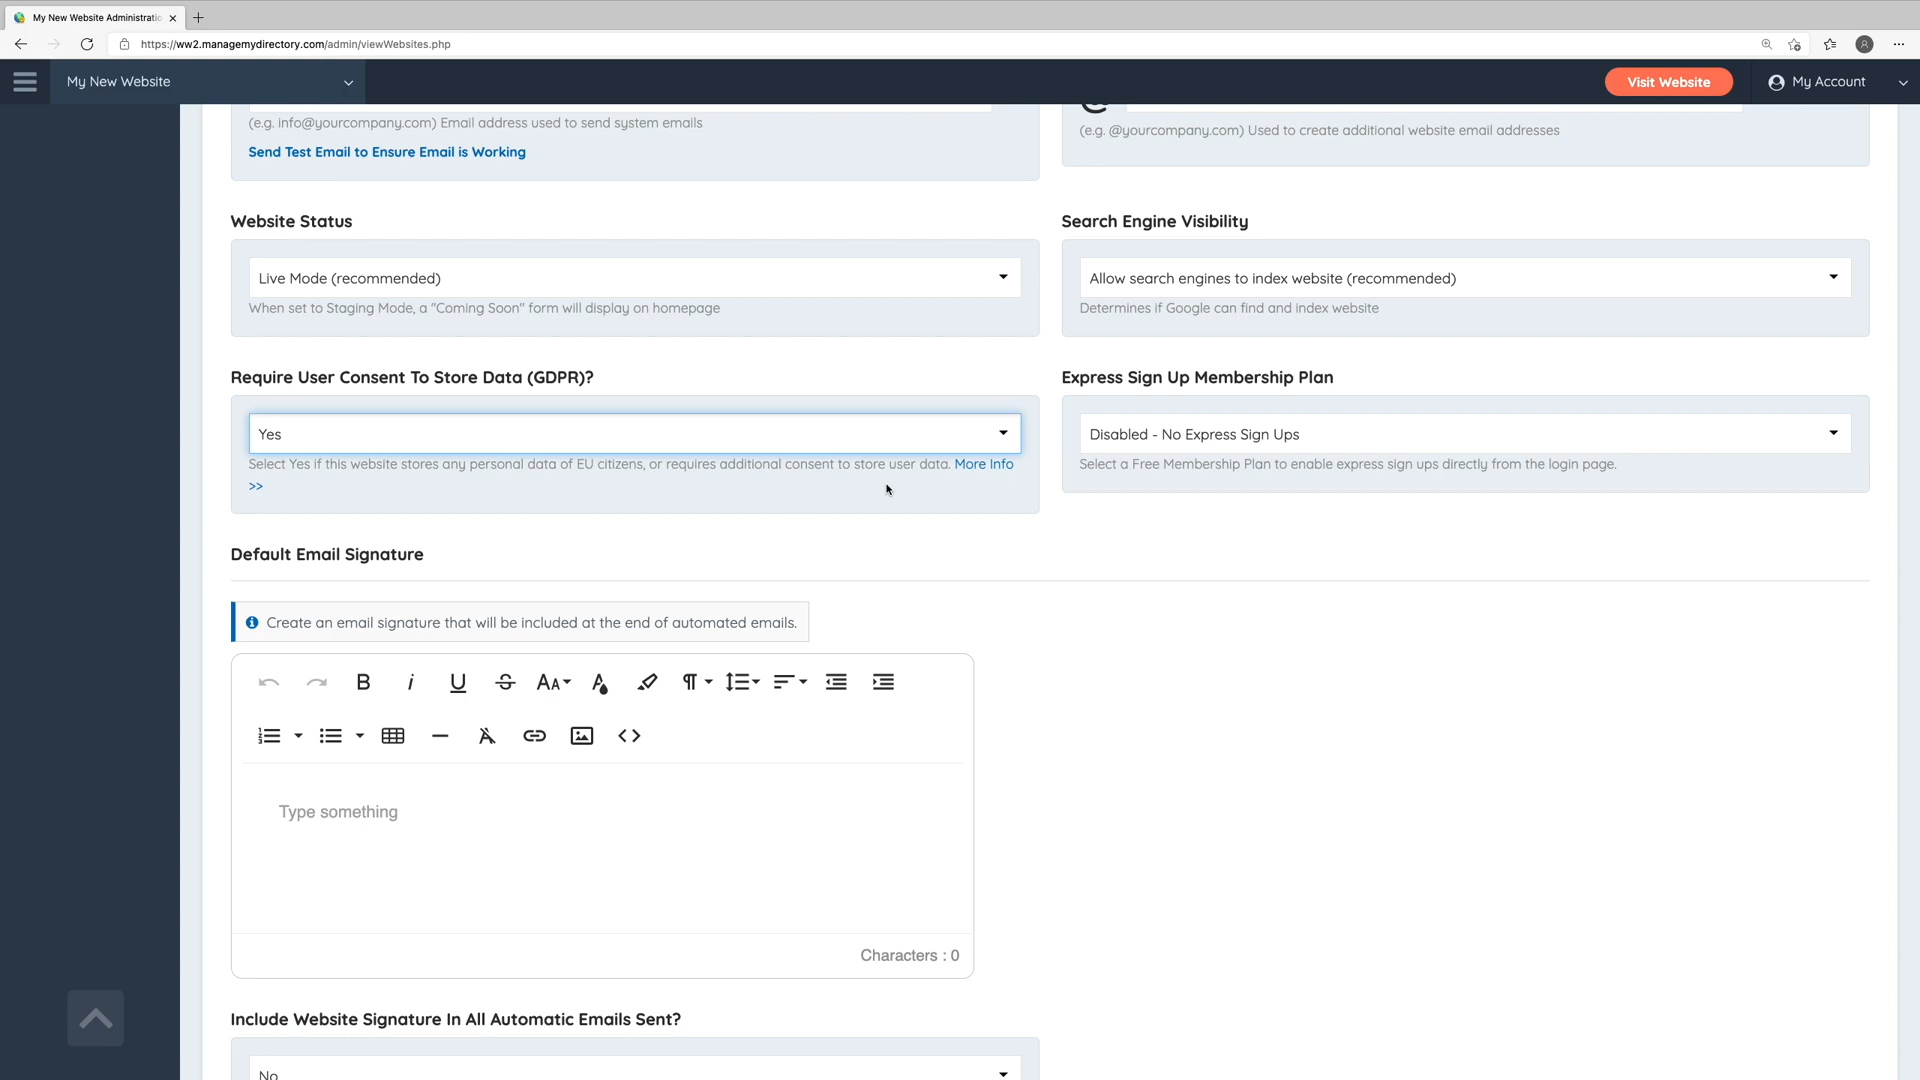 My New Website Administratio
https://ww2.managemydirectory.com/admin/viewWebsites.php
My New Website
Visit Website
My Account
(e.g. info@yourcompany.com) Email address used to send system emails
(e.g. @yourcompany.com) Used to create additional website email addresses
Send Test Email to Ensure Email is Working
Website Status
Search Engine Visibility
Live Mode (recommended)
Allow search engines to index website (recommended)
When set to Staging Mode, a "Coming Soon" form will display on homepage
Determines if Google can find and index website
Require User Consent To Store Data (GDPR)?
Express Sign Up Membership Plan
Yes
Disabled - No Express Sign Ups
Select Yes if this website stores any personal data of EU citizens, or requires additional consent to store user data. More Info
>>
Select a Free Membership Plan to enable express sign ups directly from the login page.
Default Email Signature
Create an email signature that will be included at the end of automated emails.
Type something
Characters : 0
Include Website Signature In All Automatic Emails Sent?
No